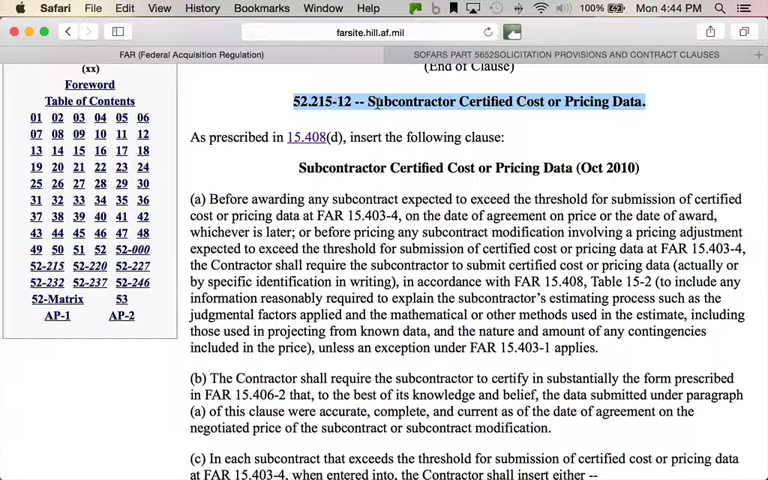 Safari File Edit View History Bookmarks Window Help 100% Mon 4:44 PM
farsite.hill.af.mil
FAR (Federal Acquisition Regulation) SOFARS PART 5652SOLICITATION PROVISIONS AND CONTRACT CLAUSES
(xx)
Foreword
Table of Contents
01 02 03 04 05 06
07 08 09 10 11 12
13 14 15 16 17 18
19 20 21 22 23 24
25 26 27 28 29 30
31 32 33 34 35 36
37 38 39 40 41 42
43 44 45 46 47 48
49 50 51 52 52-000
52-215 52-220 52-227
52-232 52-237 52-246
52-Matrix 53
AP-1 AP-2
(End of Clause)
52.215-12 -- Subcontractor Certified Cost or Pricing Data.
As prescribed in 15.408(d), insert the following clause:
Subcontractor Certified Cost or Pricing Data (Oct 2010)
(a) Before awarding any subcontract expected to exceed the threshold for submission of certified
cost or pricing data at FAR 15.403-4, on the date of agreement on price or the date of award,
whichever is later; or before pricing any subcontract modification involving a pricing adjustment
expected to exceed the threshold for submission of certified cost or pricing data at FAR 15.403-4,
the Contractor shall require the subcontractor to submit certified cost or pricing data (actually or
by specific identification in writing), in accordance with FAR 15.408, Table 15-2 (to include any
information reasonably required to explain the subcontractor's estimating process such as the
judgmental factors applied and the mathematical or other methods used in the estimate, including
those used in projecting from known data, and the nature and amount of any contingencies
included in the price), unless an exception under FAR 15.403-1 applies.
(b) The Contractor shall require the subcontractor to certify in substantially the form prescribed
in FAR 15.406-2 that, to the best of its knowledge and belief, the data submitted under paragraph
(a) of this clause were accurate, complete, and current as of the date of agreement on the
negotiated price of the subcontract or subcontract modification.
(c) In each subcontract that exceeds the threshold for submission of certified cost or pricing data
at FAR 15.403-4, when entered into, the Contractor shall insert either --